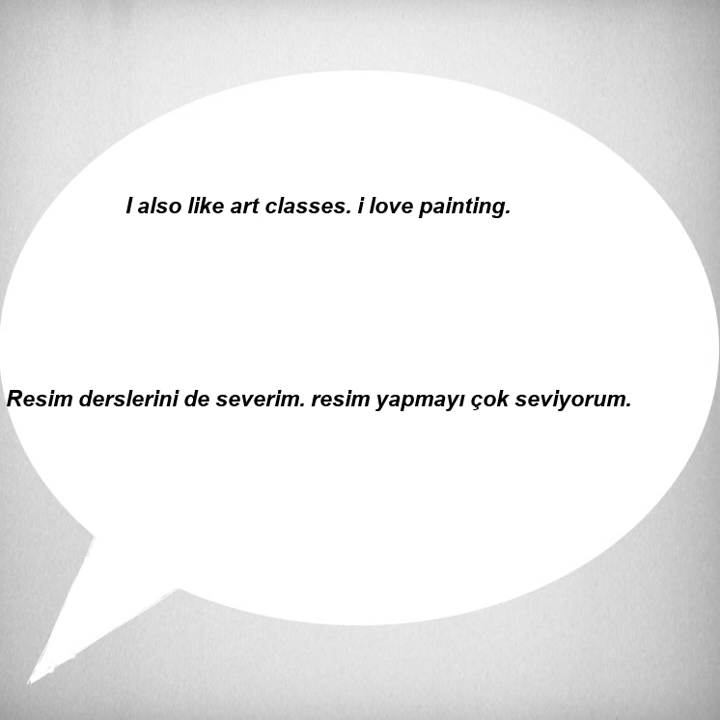 I also like art classes. i love painting.
Resim derslerini de severim. resim yapmayı çok seviyorum.